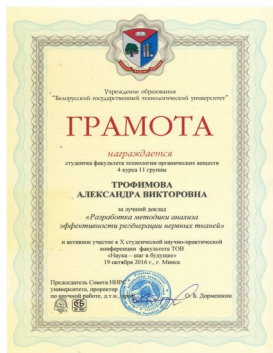 Учреждение образования
"Белорусский государственный технологический университет"
ГРАМОТА
награждается
студентка факультета технологии органических веществ
4 курса 11 группы
ТРОФИМОВА
АЛЕКСАНДРА ВИКТОРОВНА
за лучший доклад
«Разработка методики анализа
эффективности регенерации нервных тканей»
и активное участие в X студенческой научно-практической
конференции факультета ТОВ
«Наука – шаг в будущее»
19 октября 2016 г., г. Минск
Председатель Совета НИРС
университета, проректор
по научной работе, д.т.н., проф.
О. Б. Дормешкин